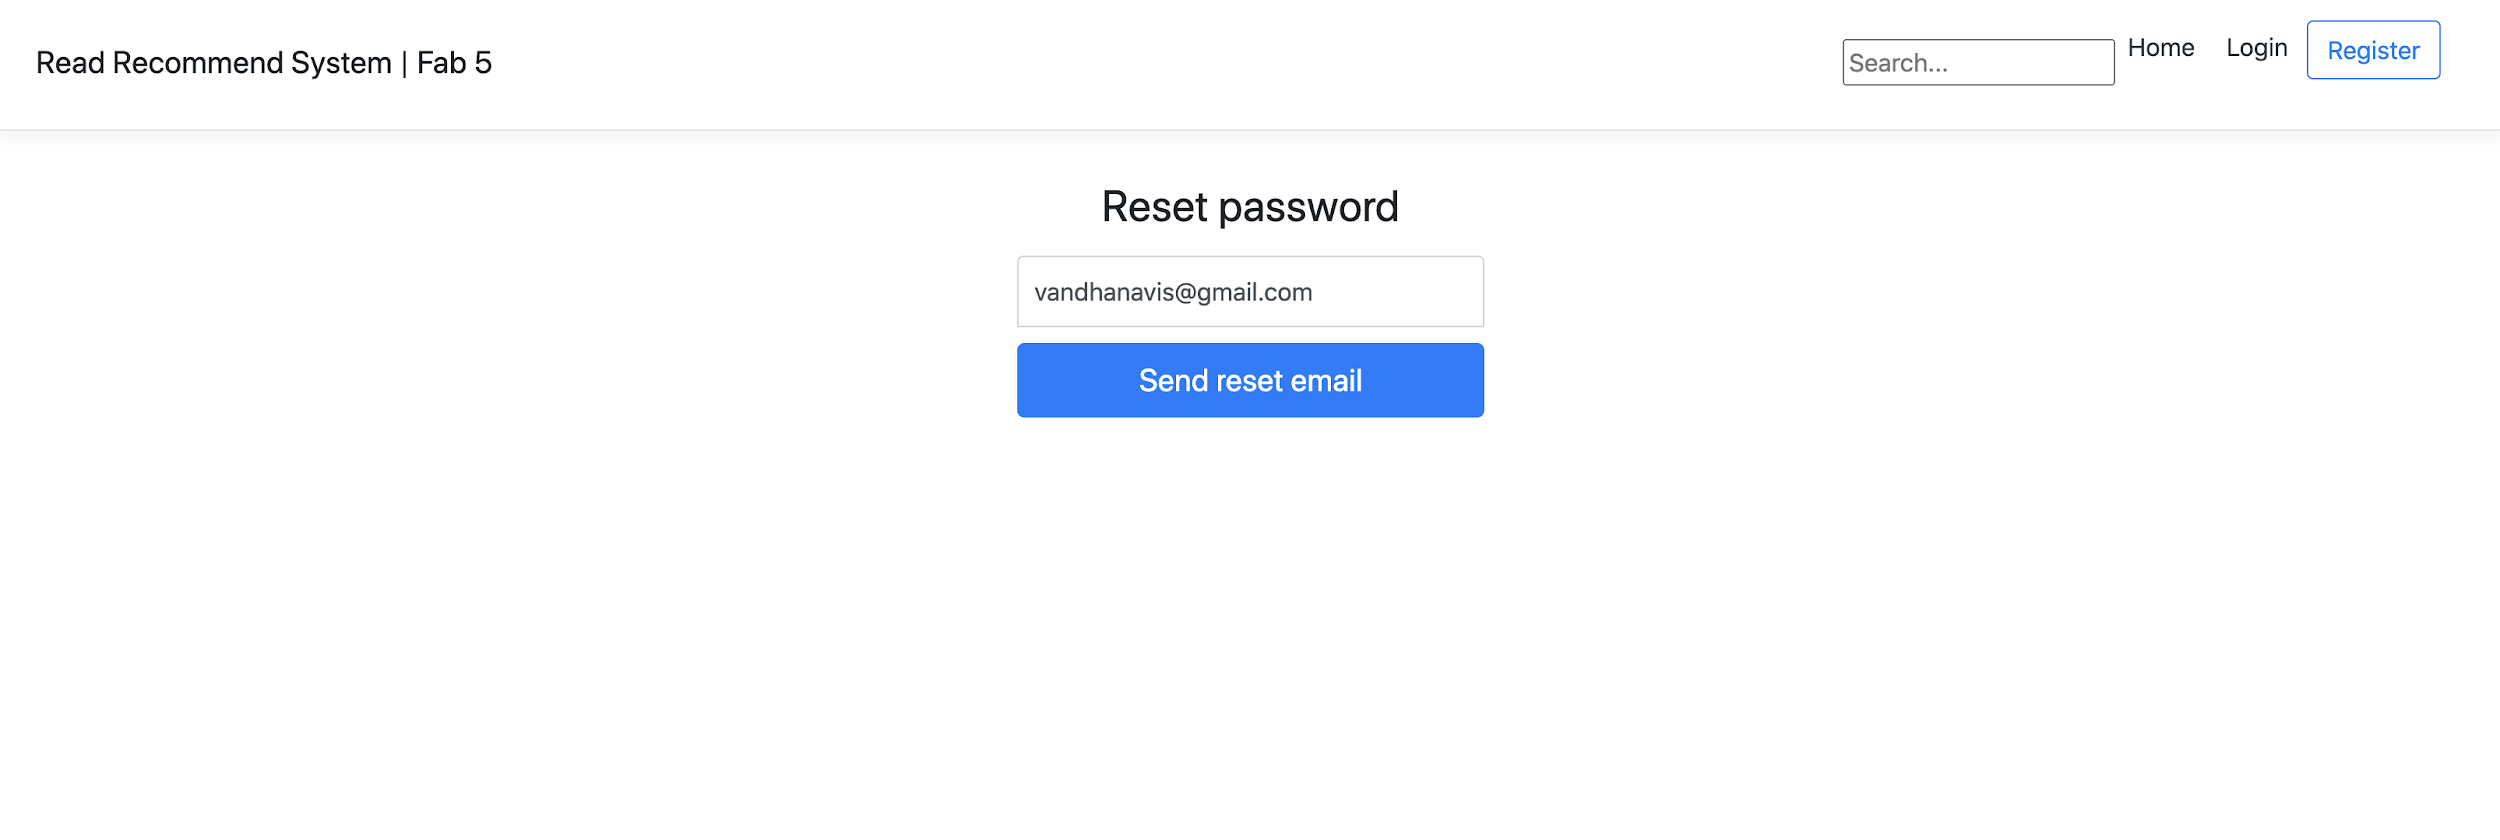 Read Recommend System | Fab 5
Search...
Home
Login
Register
Reset password
vandhanavis@gmail.com
Send reset email